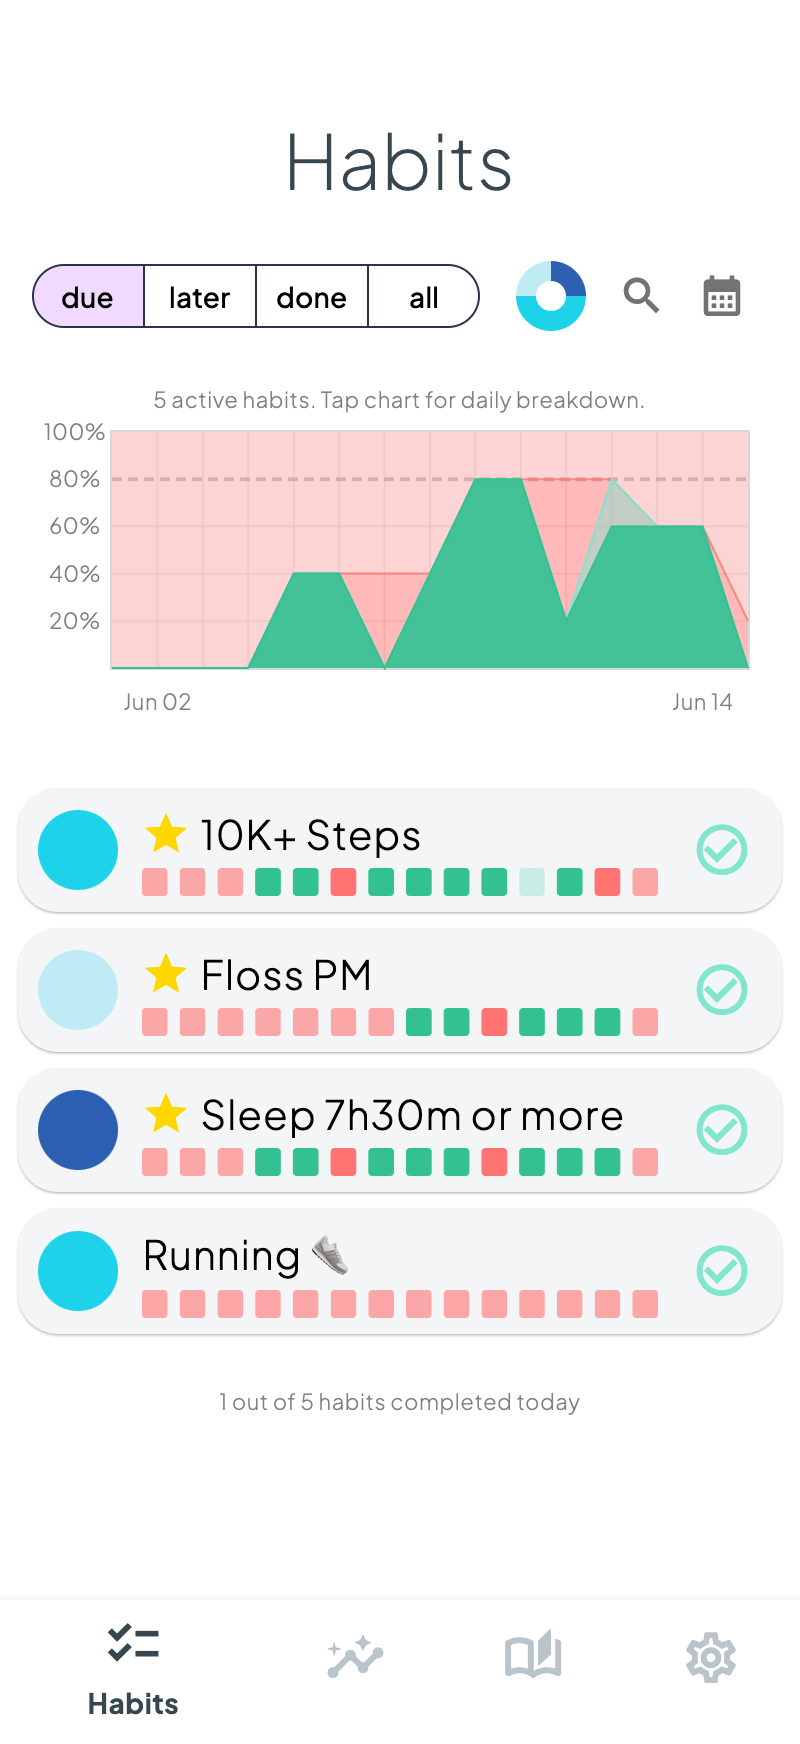 Habits
due later done all
5 active habits. Tap chart for daily breakdown.
100%
80%
60%
40%
20%
Jun 02 Jun 14
10K+ Steps
Floss PM
Sleep 7h30m or more
Running
1 out of 5 habits completed today
Habits